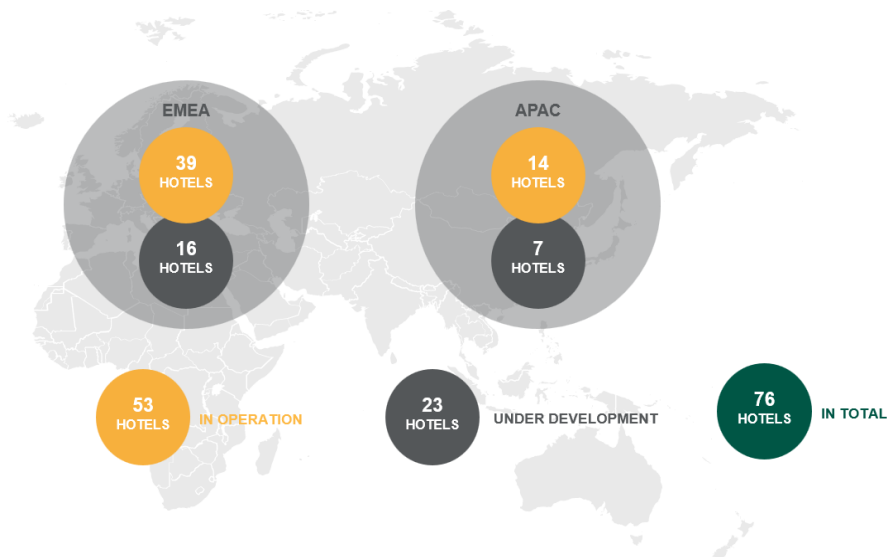 EMEA
39
HOTELS
16
HOTELS
APAC
14
HOTELS
7
HOTELS
53
HOTELS
IN OPERATION
23
HOTELS
UNDER DEVELOPMENT
76
HOTELS
IN TOTAL